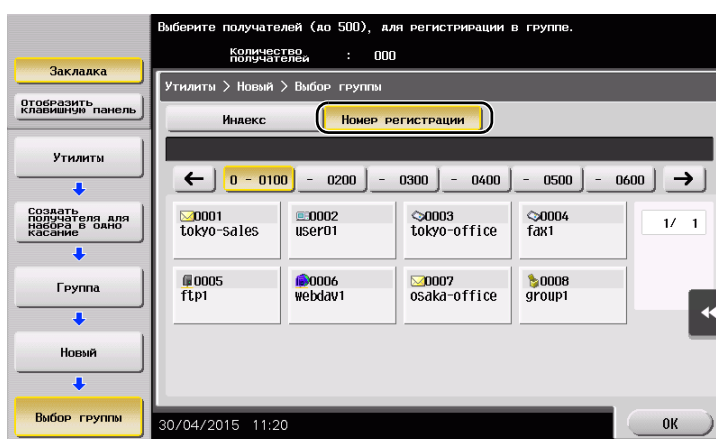 Выберите получателей (до 500), для регистрирации в группе.
Количество получателей : 000
Закладка
Утилиты > Новый > Выбор группы
Отобразить клавишную панель
Индекс
Номер регистрации
Утилиты
← 0 - 0100 - 0200 - 0300 - 0400 - 0500 - 0600 →
Создать получателя для набора в одно касание
0001
tokyo-sales
0002
user01
0003
tokyo-office
0004
fax1
1/ 1
Группа
0005
ftp1
0006
webdav1
0007
osaka-office
0008
group1
Новый
Выбор группы
30/04/2015 11:20
OK